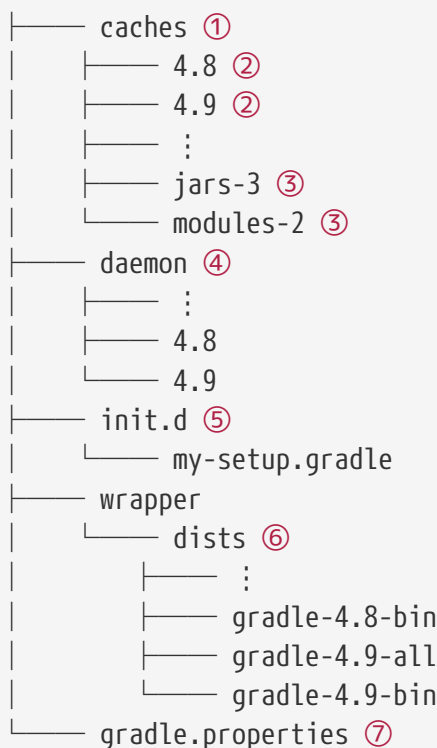 ├── caches ①
│   ├── 4.8 ②
│   ├── 4.9 ②
│   ├── ⋮
│   ├── jars-3 ③
│   └── modules-2 ③
├── daemon ④
│   ├── ⋮
│   ├── 4.8
│   └── 4.9
├── init.d ⑤
│   └── my-setup.gradle
├── wrapper
│   └── dists ⑥
│       ├── ⋮
│       ├── gradle-4.8-bin
│       ├── gradle-4.9-all
│       └── gradle-4.9-bin
└── gradle.properties ⑦